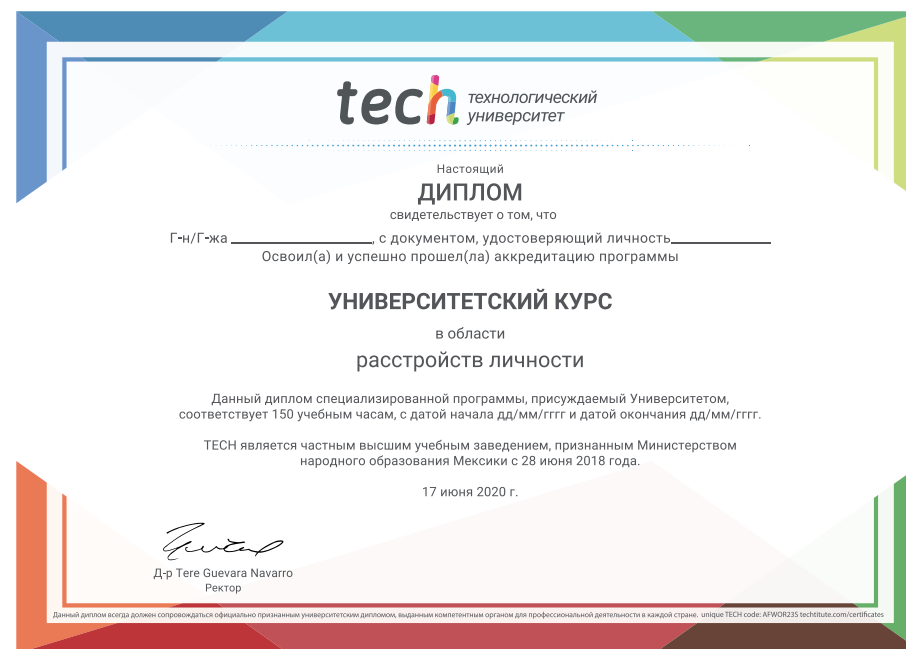 tech технологический
университет
Настоящий
ДИПЛОМ
свидетельствует о том, что
Г-н/Г-жа ________________, с документом, удостоверяющий личность____________
Освоил(а) и успешно прошел(ла) аккредитацию программы
УНИВЕРСИТЕТСКИЙ КУРС
в области
расстройств личности
Данный диплом специализированной программы, присуждаемый Университетом,
соответствует 150 учебным часам, с датой начала дд/мм/гггг и датой окончания дд/мм/гггг.
TECH является частным высшим учебным заведением, признанным Министерством
народного образования Мексики с 28 июня 2018 года.
17 июня 2020 г.
Д-р Tere Guevara Navarro
Ректор
Данный диплом всегда должен сопровождаться официально признанным университетским дипломом, выданным компетентным органом для профессиональной деятельности в каждой стране. unique TECH code: AFWOR23S techtitute.com/certificates